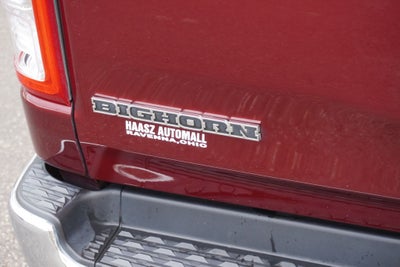 BIGHORN
HAASZ AUTOMALL
RAVENNA, OHIO